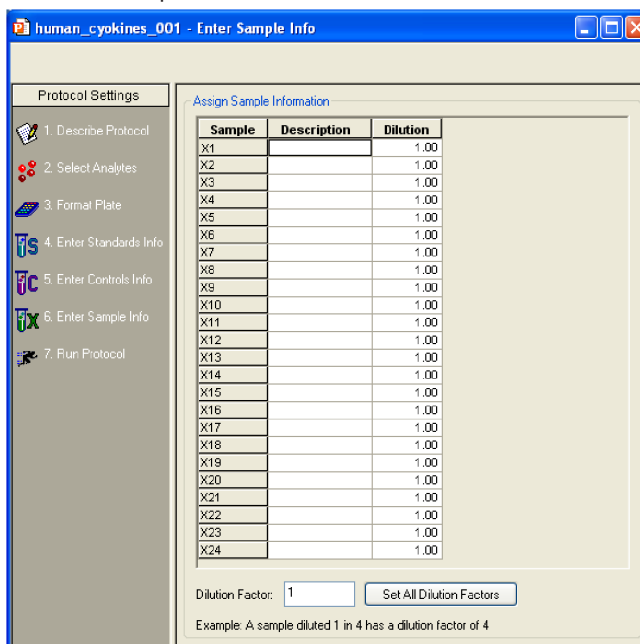 human_cyokines_001 - Enter Sample Info
Protocol Settings
1. Describe Protocol
2. Select Analytes
3. Format Plate
4. Enter Standards Info
5. Enter Controls Info
6. Enter Sample Info
7. Run Protocol
Assign Sample Information
Sample Description Dilution
X1 1.00
X2 1.00
X3 1.00
X4 1.00
X5 1.00
X6 1.00
X7 1.00
X8 1.00
X9 1.00
X10 1.00
X11 1.00
X12 1.00
X13 1.00
X14 1.00
X15 1.00
X16 1.00
X17 1.00
X18 1.00
X19 1.00
X20 1.00
X21 1.00
X22 1.00
X23 1.00
X24 1.00
Dilution Factor: 1 Set All Dilution Factors
Example: A sample diluted 1 in 4 has a dilution factor of 4